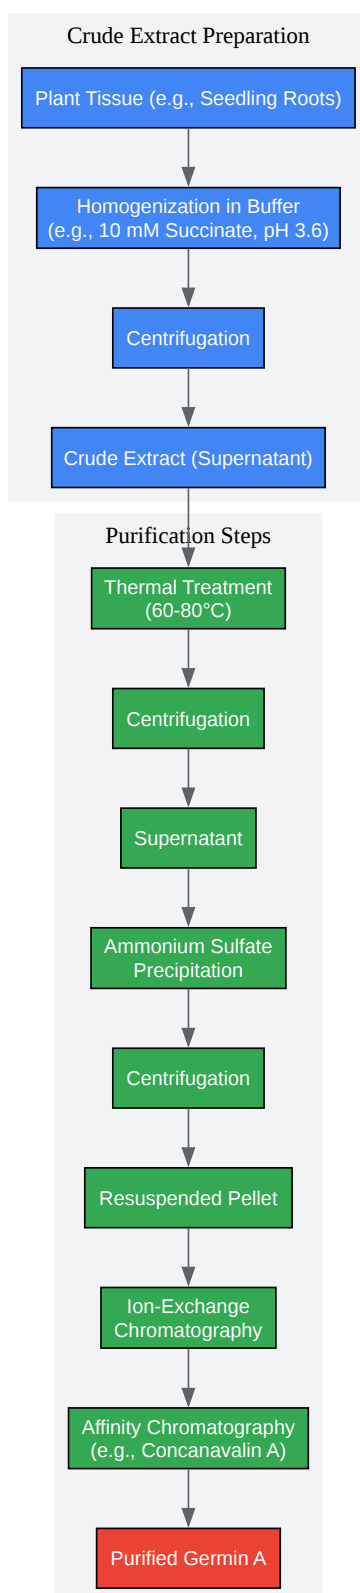 Crude Extract Preparation
Plant Tissue (e.g., Seedling Roots)
Homogenization in Buffer
(e.g., 10 mM Succinate, pH 3.6)
Centrifugation
Crude Extract (Supernatant)
Purification Steps
Thermal Treatment
(60-80°C)
Centrifugation
Supernatant
Ammonium Sulfate
Precipitation
Centrifugation
Resuspended Pellet
Ion-Exchange
Chromatography
Affinity Chromatography
(e.g., Concanavalin A)
Purified Germin A